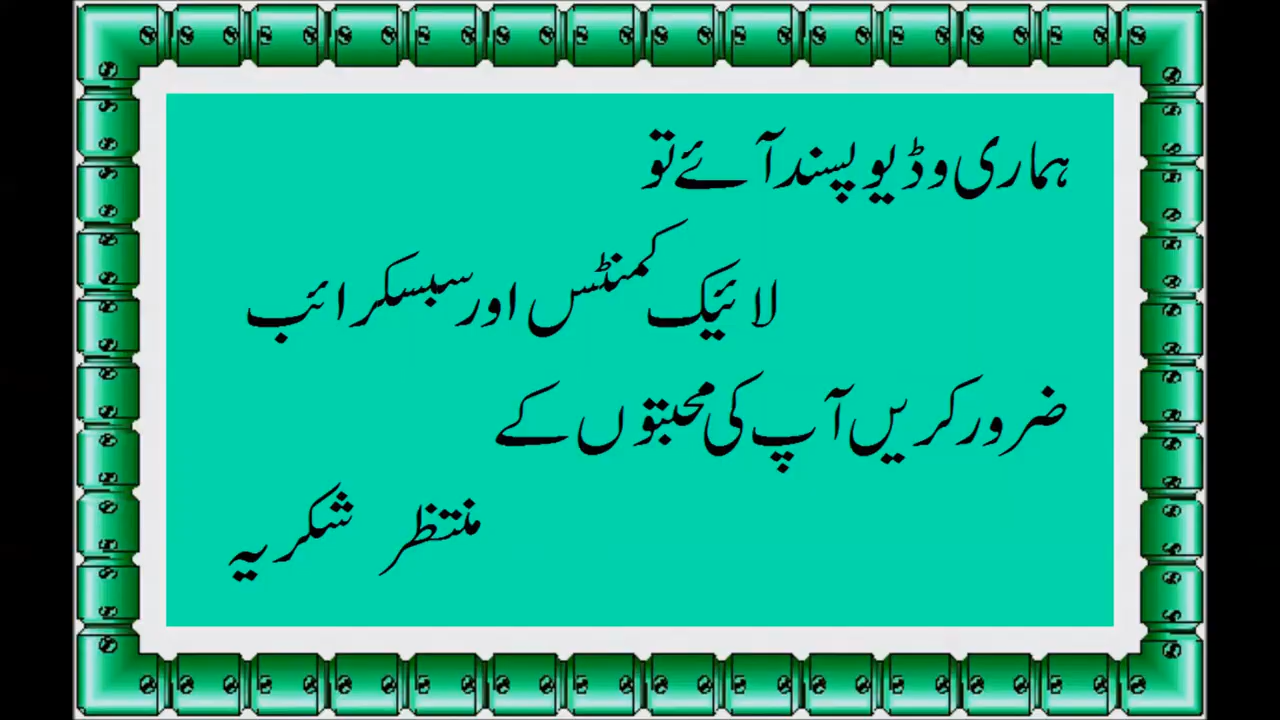 ہماری وڈیو پسند آئے تو
لائیک کمنٹس اور سبسکرائب
ضرور کریں آپ کی محبتوں کے
منتظر شکریہ